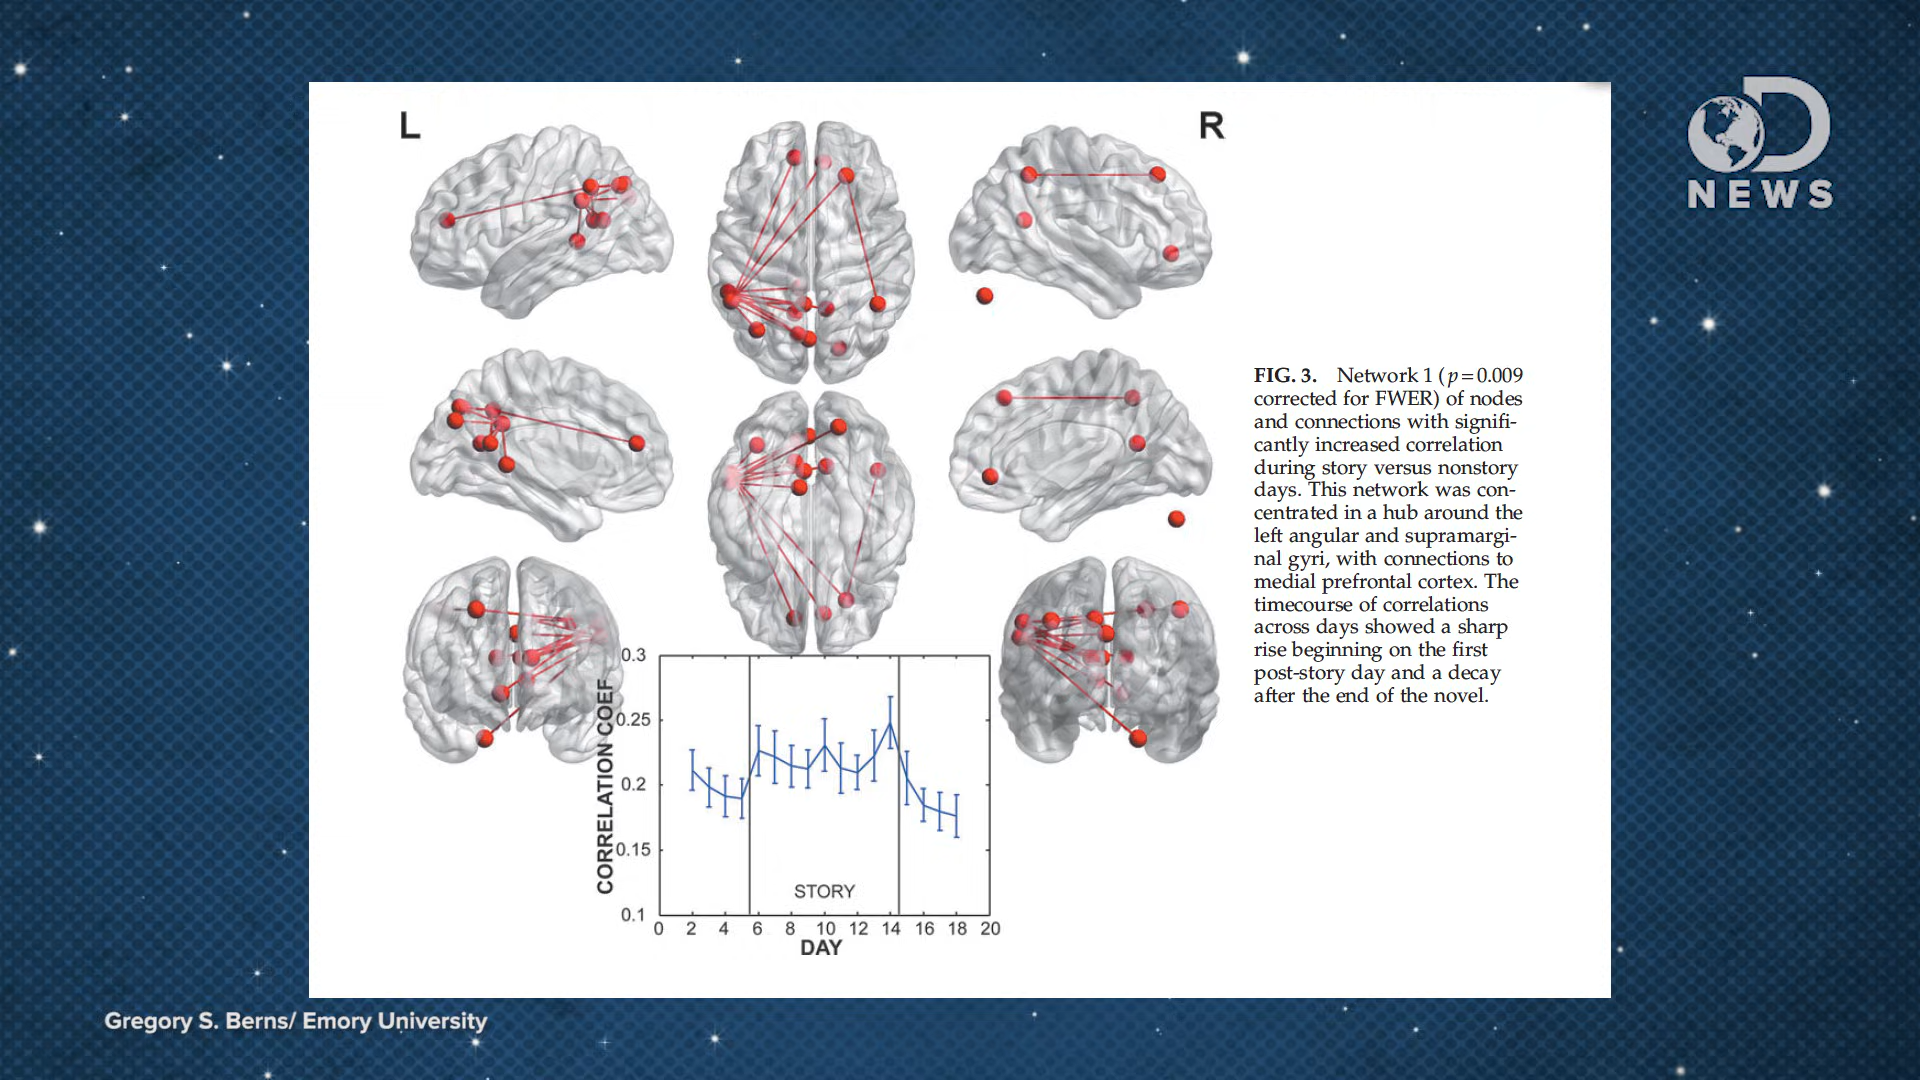 L
R
D
NEWS
FIG. 3. Network 1 (p=0.009
corrected for FWER) of nodes
and connections with signifi-
cantly increased correlation
during story versus nonstory
days. This network was con-
centrated in a hub around the
left angular and supramargi-
nal gyri, with connections to
medial prefrontal cortex. The
timecourse of correlations
across days showed a sharp
rise beginning on the first
post-story day and a decay
after the end of the novel.
CORRELATION COEF
0.3
0.25
0.2
0.15
0.1
STORY
0 2 4 6 8 10 12 14 16 18 20
DAY
Gregory S. Berns/ Emory University